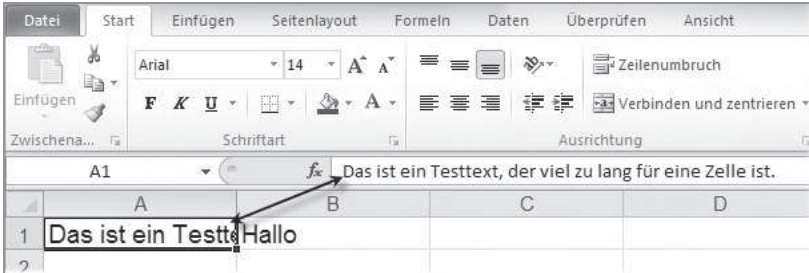 Datei Start Einfügen Seitenlayout Formeln Daten Überprüfen Ansicht
Arial 14 A A Zeilenumbruch
Einfügen F K U A Verbinden und zentrieren
Zwischena... Schriftart Ausrichtung
A1 fx Das ist ein Testtext, der viel zu lang für eine Zelle ist.
A B C D
1 Das ist ein Testte Hallo
2